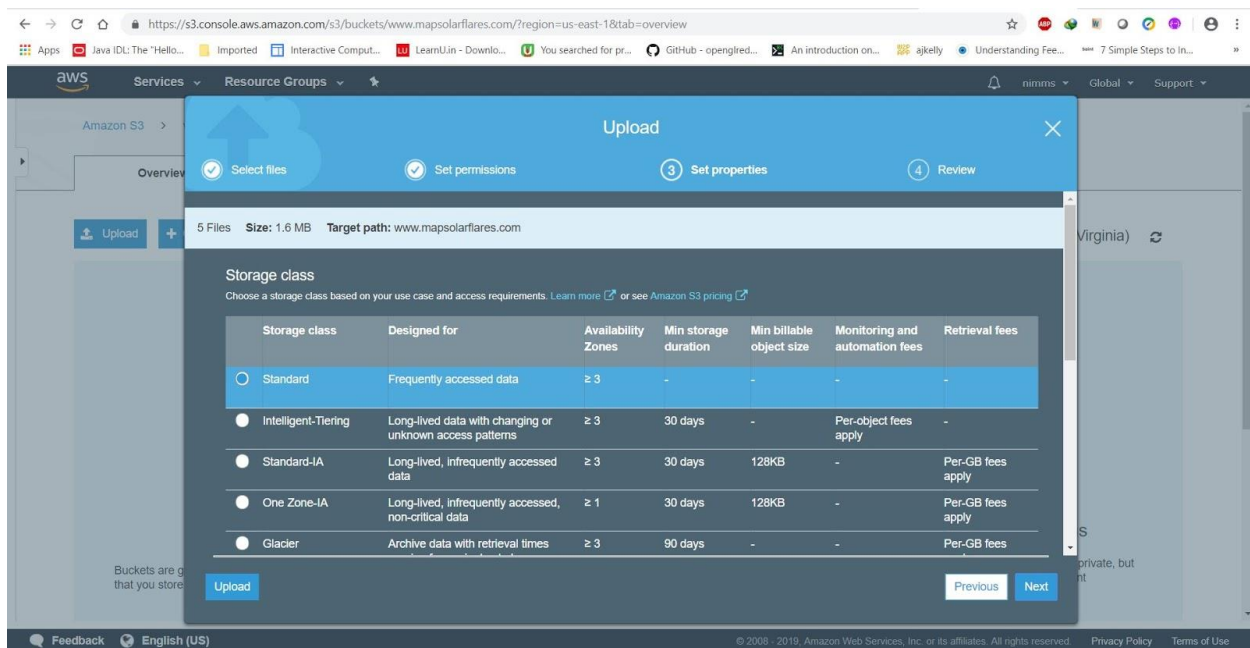 https://s3.console.aws.amazon.com/s3/buckets/www.mapsolarflares.com/?region=us-east-1&tab=overview
Apps Java IDL: The "Hello... Imported Interactive Comput... LearnU.in - Downlo... You searched for pr... GitHub - openglred... An introduction on... ajkelly Understanding Fee... 7 Simple Steps to In... »
aws Services Resource Groups nimms Global Support
Amazon S3 >
Upload
Overview
Select files Set permissions 3 Set properties 4 Review
Upload +
5 Files Size: 1.6 MB Target path: www.mapsolarflares.com
Virginia)
Storage class
Choose a storage class based on your use case and access requirements. Learn more or see Amazon S3 pricing
Storage class Designed for Availability Zones Min storage duration Min billable object size Monitoring and automation fees Retrieval fees
Standard Frequently accessed data ≥ 3 - - - -
Intelligent-Tiering Long-lived data with changing or unknown access patterns ≥ 3 30 days - Per-object fees apply -
Standard-IA Long-lived, infrequently accessed data ≥ 3 30 days 128KB - Per-GB fees apply
One Zone-IA Long-lived, infrequently accessed, non-critical data ≥ 1 30 days 128KB - Per-GB fees apply
Glacier Archive data with retrieval times ≥ 3 90 days - - Per-GB fees
Buckets are g
that you store
private, but
Upload Previous Next
Feedback English (US) © 2008 - 2019, Amazon Web Services, Inc. or its affiliates. All rights reserved. Privacy Policy Terms of Use